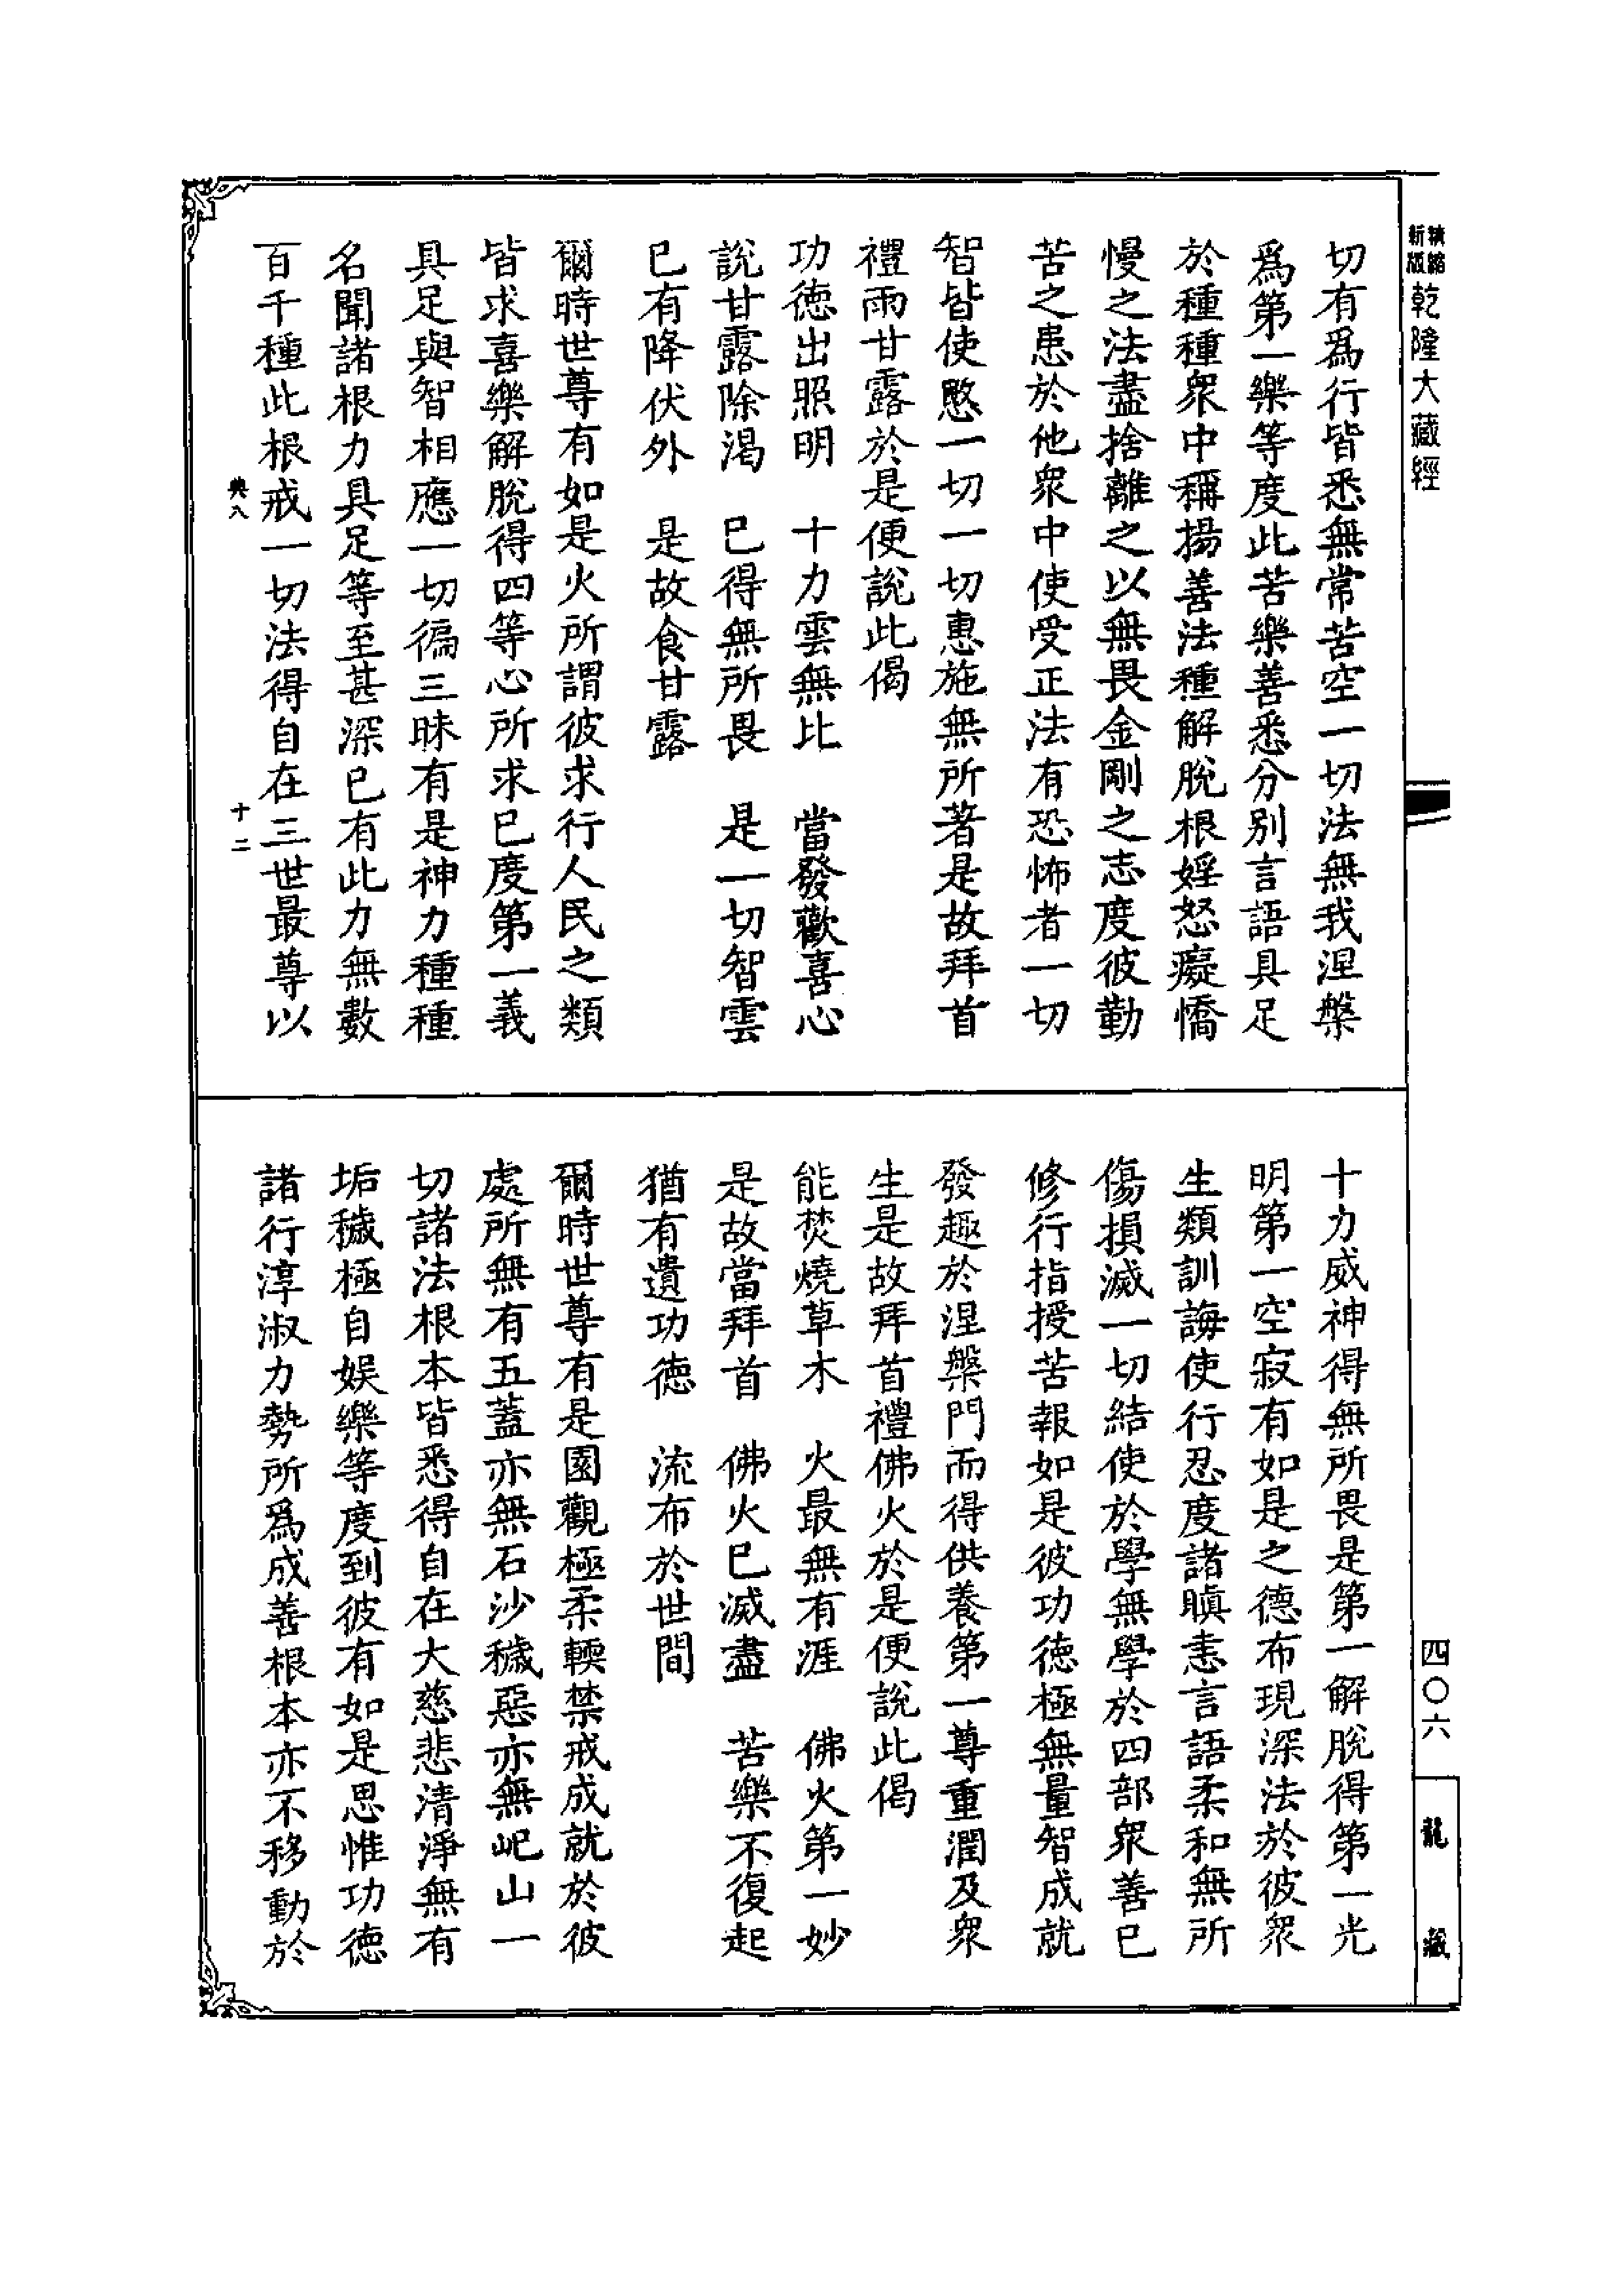 精縮
新版
乾隆大藏經
切有爲行皆悉無常苦空一切法無我涅槃
爲第一樂等度此苦樂善悉分別言語具足
於種種衆中稱揚善法種解脫根婬怒癡憍
慢之法盡捨離之以無畏金剛之志度彼勤
苦之患於他衆中使受正法有恐怖者一切
智皆使愍一切一切惠施無所著是故拜首
禮雨甘露於是便說此偈
功德出照明　十力雲無比　當發歡喜心
說甘露除渴　已得無所畏　是一切智雲
已有降伏外　是故食甘露
爾時世尊有如是火所謂彼求行人民之類
皆求喜樂解脫得四等心所求已度第一義
具足與智相應一切徧三昧有是神力種種
名聞諸根力具足等至甚深已有此力無數
百千種此根戒一切法得自在三世最尊以
典八　十二
十力威神得無所畏是第一解脫得第一光
明第一空寂有如是之德布現深法於彼衆
生類訓誨使行忍度諸瞋恚言語柔和無所
傷損滅一切結使於學無學於四部衆善已
修行指授苦報如是彼功德極無量智成就
發趣於涅槃門而得供養第一尊重潤及衆
生是故拜首禮佛火於是便說此偈
能焚燒草木　火最無有涯　佛火第一妙
是故當拜首　佛火已滅盡　苦樂不復起
猶有遺功德　流布於世間
爾時世尊有是園觀極柔輭禁戒成就於彼
處所無有五蓋亦無石沙穢惡亦無屺山一
切諸法根本皆悉得自在大慈悲清淨無有
垢穢極自娛樂等度到彼有如是思惟功德
諸行淳淑力勢所爲成善根本亦不移動於
四〇六
龍藏